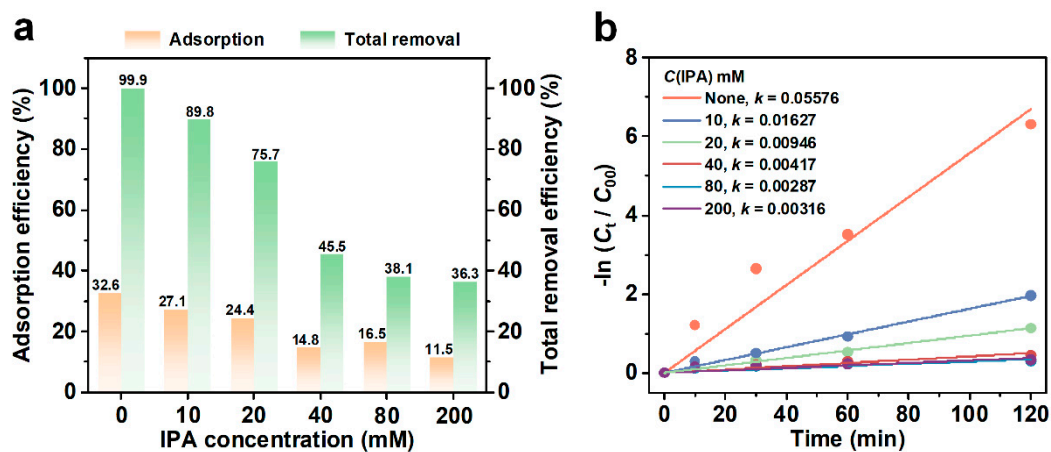 a
Adsorption
Total removal
Adsorption efficiency (%)
100
80
60
40
20
0
99.9
89.8
75.7
45.5
38.1
36.3
32.6
27.1
24.4
14.8
16.5
11.5
100
80
60
40
20
0
Total removal efficiency (%)
0 10 20 40 80 200
IPA concentration (mM)
b
-ln (Ct / C00)
8
6
4
2
0
C(IPA) mM
None, k = 0.05576
10, k = 0.01627
20, k = 0.00946
40, k = 0.00417
80, k = 0.00287
200, k = 0.00316
0 20 40 60 80 100 120
Time (min)